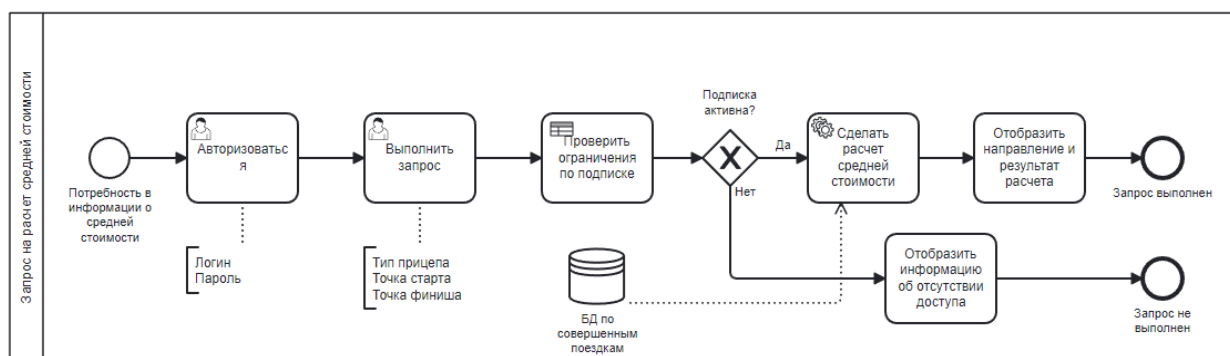 Запрос на расчет средней стоимости
Потребность в
информации о
средней
стоимости
Авторизоватьс
я
Логин
Пароль
Выполнить
запрос
Тип прицепа
Точка старта
Точка финиша
Проверить
ограничения
по подписке
Подписка
активна?
Да
Нет
Сделать
расчет
средней
стоимости
БД по
совершенным
поездкам
Отобразить
направление и
результат
расчета
Запрос выполнен
Отобразить
информацию
об отсутствии
доступа
Запрос не
выполнен